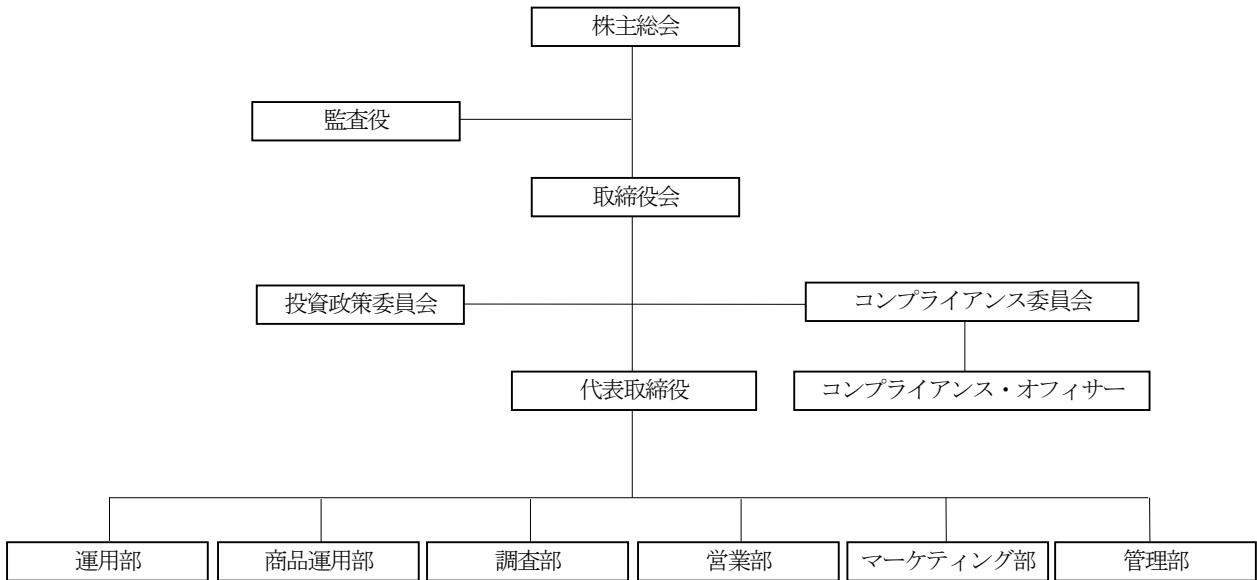 株主総会
監査役
取締役会
投資政策委員会
コンプライアンス委員会
代表取締役
コンプライアンス・オフィサー
運用部
商品運用部
調査部
営業部
マーケティング部
管理部